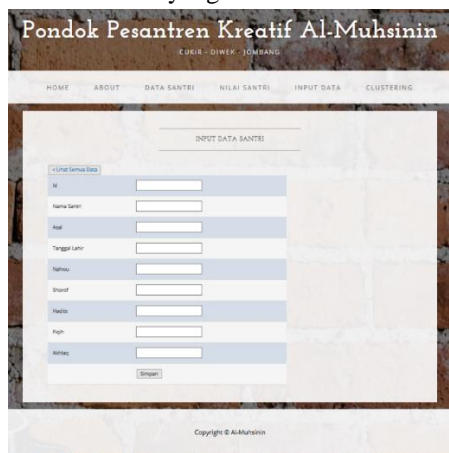 Pondok Pesantren Kreatif Al-Muhsinin
CUKIR - DIWEK - JOMBANG
HOME ABOUT DATA SANTRI NILAI SANTRI INPUT DATA CLUSTERING
INPUT DATA SANTRI
< Lihat Semua Data
Id
Nama Santri
Asal
Tanggal Lahir
Nahwu
Shorof
Hadits
Fiqih
Akhlaq
Simpan
Copyright © Al-Muhsinin